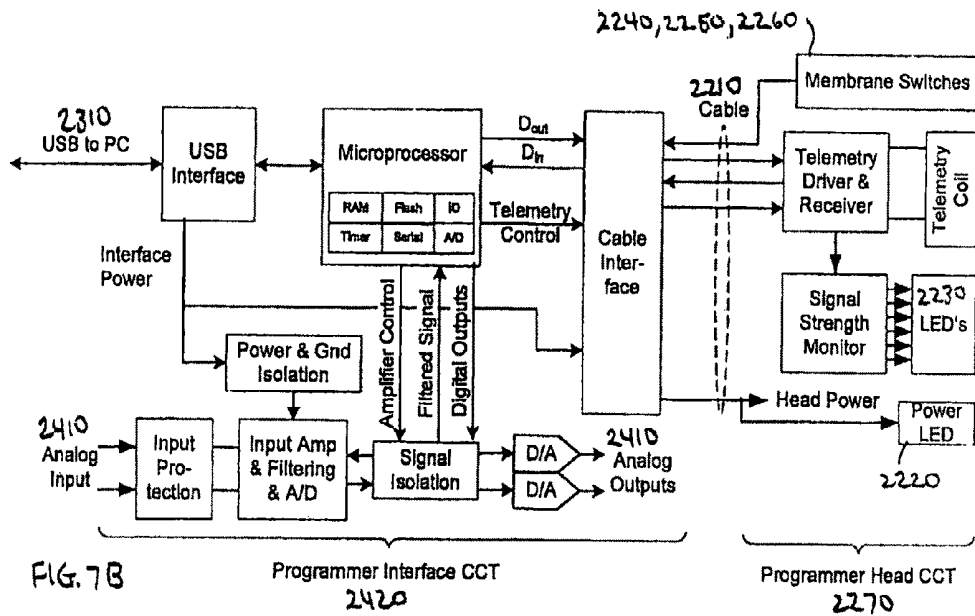 2240, 2250, 2260
Membrane Switches
2210
Cable
2310
USB to PC
USB
Interface
Microprocessor
RAM
Flash
I/O
Timer
Serial
A/D
Dout
Din
Telemetry
Control
Cable
Inter-
face
Telemetry
Driver &
Receiver
Telemetry
Coil
Interface
Power
Amplifier Control
Filtered Signal
Digital Outputs
Signal
Strength
Monitor
2230
LED's
Power & Gnd
Isolation
Head Power
Power
LED
2220
2410
Analog
Input
Input
Pro-
tection
Input Amp
& Filtering
& A/D
Signal
Isolation
D/A
D/A
2410
Analog
Outputs
FIG. 7B
Programmer Interface CCT
2420
Programmer Head CCT
2270